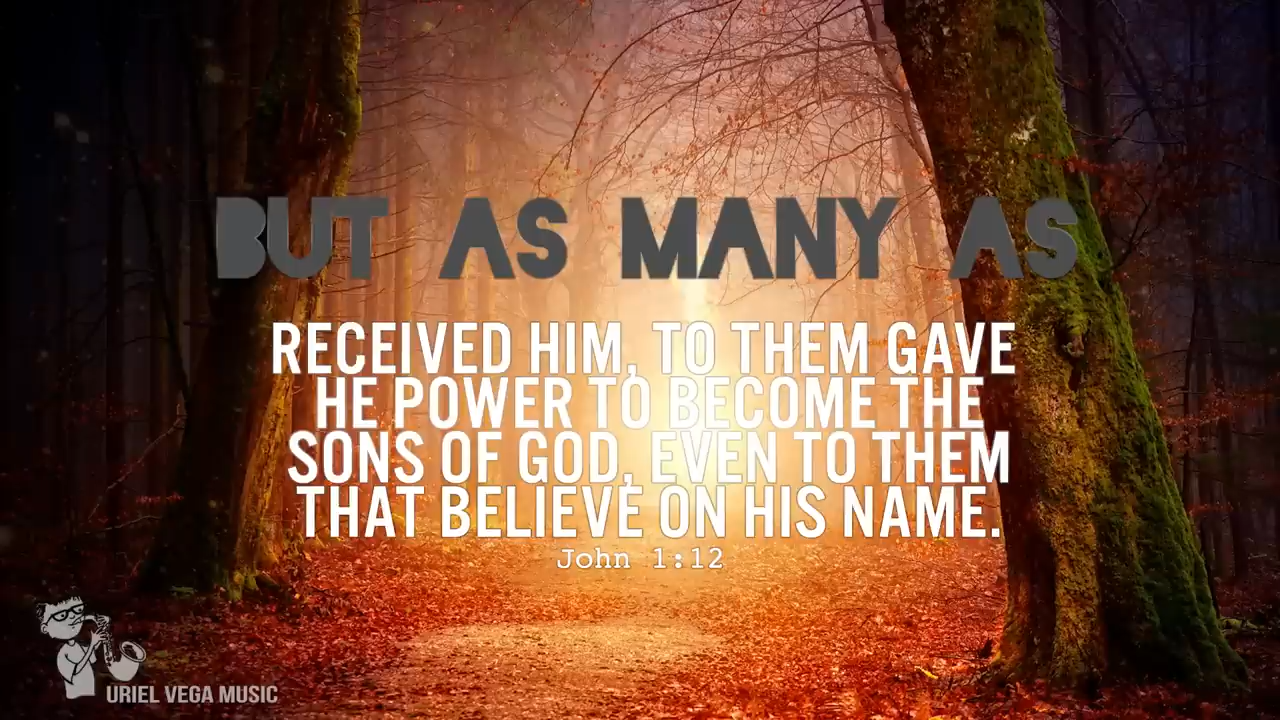 BUT AS MANY AS
RECEIVED HIM, TO THEM GAVE
HE POWER TO BECOME THE
SONS OF GOD, EVEN TO THEM
THAT BELIEVE ON HIS NAME.
John 1:12
URIEL VEGA MUSIC